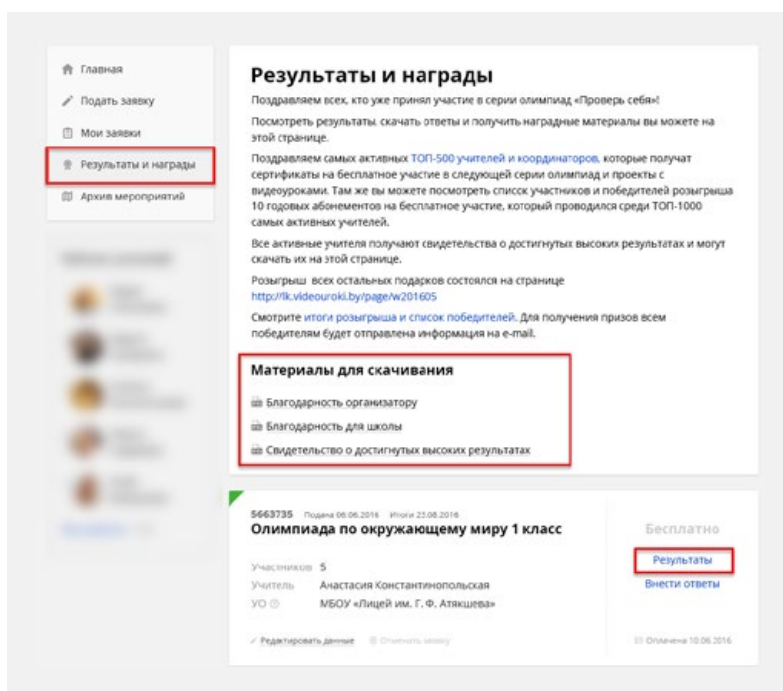 Главная
Подать заявку
Мои заявки
Результаты и награды
Архив мероприятий
Результаты и награды
Поздравляем всех, кто уже принял участие в серии олимпиад «Проверь себя»!
Посмотреть результаты, скачать ответы и получить наградные материалы вы можете на
этой странице.
Поздравляем самых активных ТОП-500 учителей и координаторов, которые получат
сертификаты на бесплатное участие в следующей серии олимпиад и проекты с
видеоуроками. Там же вы можете посмотреть список участников и победителей розыгрыша
10 годовых абонементов на бесплатное участие, который проводился среди ТОП-1000
самых активных учителей.
Все активные учителя получают свидетельства о достигнутых высоких результатах и могут
скачать их на этой странице.
Розыгрыш всех остальных подарков состоялся на странице
http://lk.videouroki.by/page/w201605
Смотрите итоги розыгрыша и список победителей. Для получения призов всем
победителям будет отправлена информация на e-mail.
Материалы для скачивания
Благодарность организатору
Благодарность для школы
Свидетельство о достигнутых высоких результатах
5663735 Подана 06.06.2016 Итоги 23.08.2016
Олимпиада по окружающему миру 1 класс
Участников 5
Учитель Анастасия Константинопольская
УО МБОУ «Лицей им. Г. Ф. Атякшева»
Редактировать данные Отменить заявку
Бесплатно
Результаты
Внести ответы
Оплачена 10.06.2016